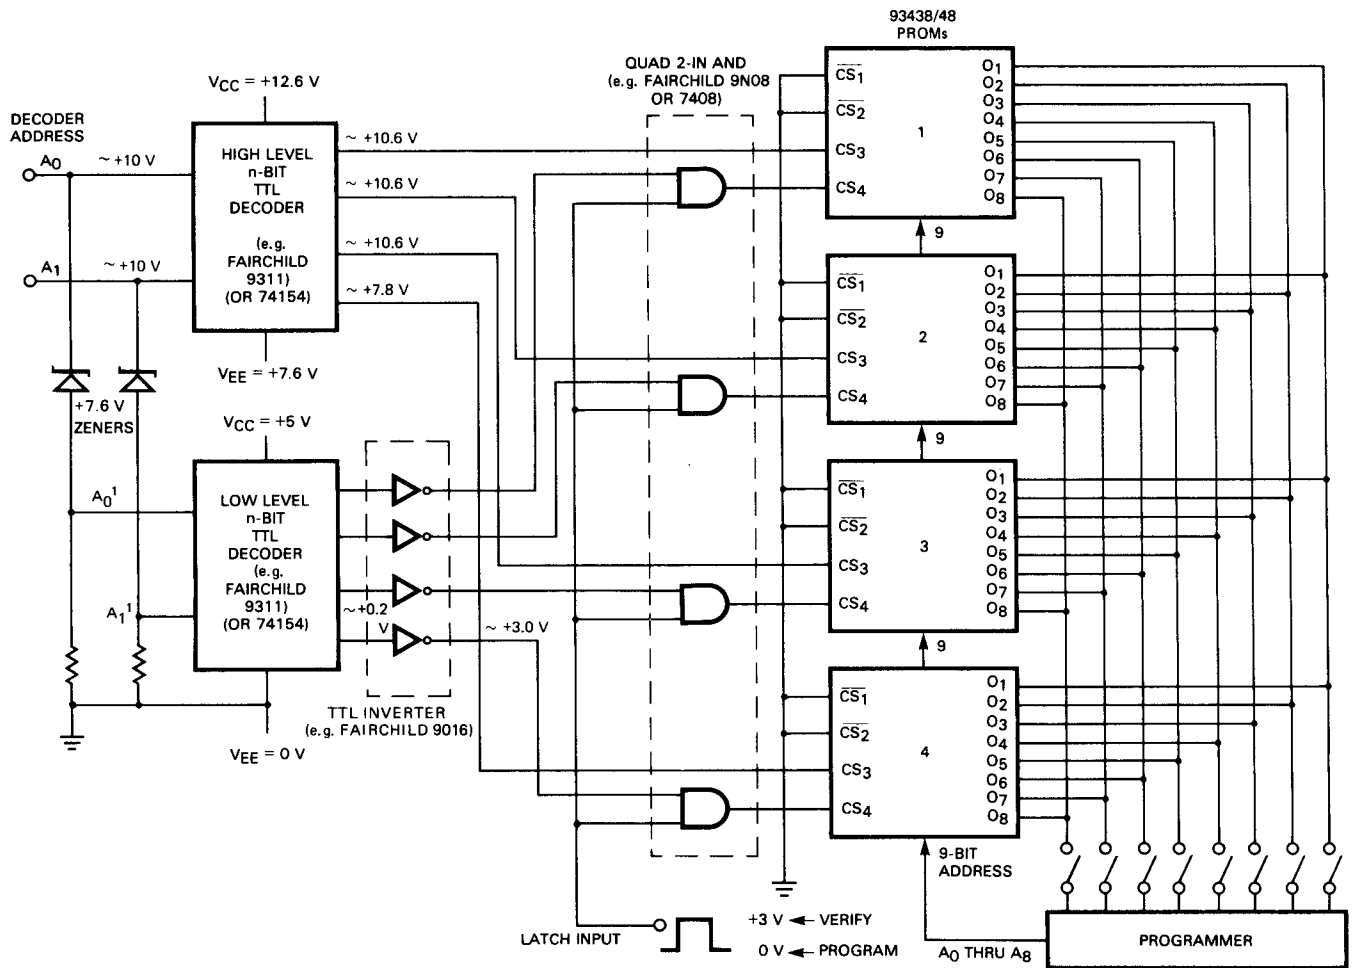 93438/48
PROMs
QUAD 2-IN AND
(e.g. FAIRCHILD 9N08
OR 7408)
VCC = +12.6 V
DECODER
ADDRESS
A0
~ +10 V
A1
~ +10 V
HIGH LEVEL
n-BIT
TTL
DECODER
(e.g.
FAIRCHILD
9311)
(OR 74154)
~ +10.6 V
~ +10.6 V
~ +10.6 V
~ +7.8 V
VEE = +7.6 V
+7.6 V
ZENERS
VCC = +5 V
A0¹
A1¹
LOW LEVEL
n-BIT
TTL
DECODER
(e.g.
FAIRCHILD
9311)
(OR 74154)
~ +0.2
V
~ +3.0 V
TTL INVERTER
(e.g. FAIRCHILD 9016)
VEE = 0 V
CS1
CS2
CS3
CS4
1
O1
O2
O3
O4
O5
O6
O7
O8
9
CS1
CS2
CS3
CS4
2
O1
O2
O3
O4
O5
O6
O7
O8
9
CS1
CS2
CS3
CS4
3
O1
O2
O3
O4
O5
O6
O7
O8
9
CS1
CS2
CS3
CS4
4
O1
O2
O3
O4
O5
O6
O7
O8
9-BIT
ADDRESS
LATCH INPUT
+3 V VERIFY
0 V PROGRAM
A0 THRU A8
PROGRAMMER